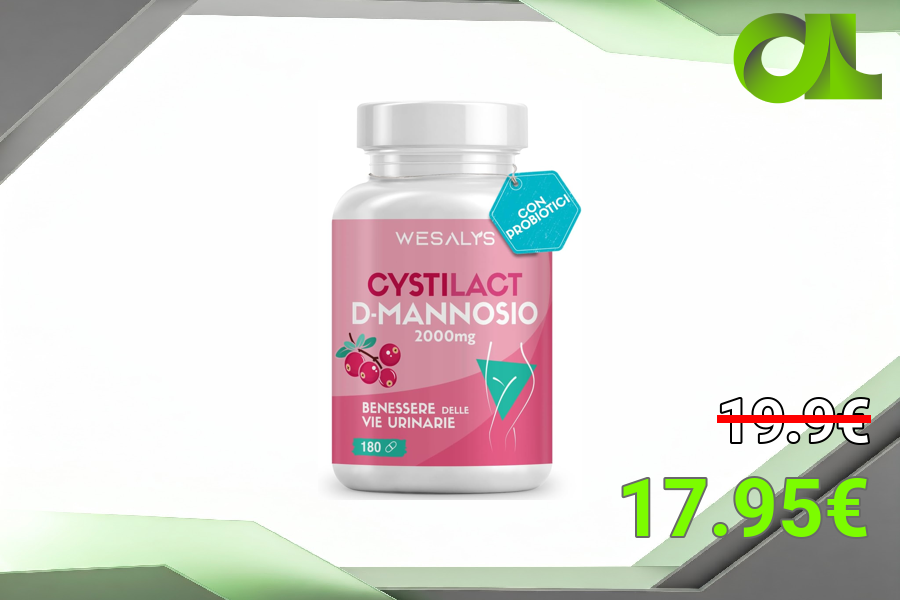 CON
PROBIOTICI
WESALYS
CYSTILACT
D-MANNOSIO
2000mg
BENESSERE DELLE
VIE URINARIE
180
19.9€
17.95€